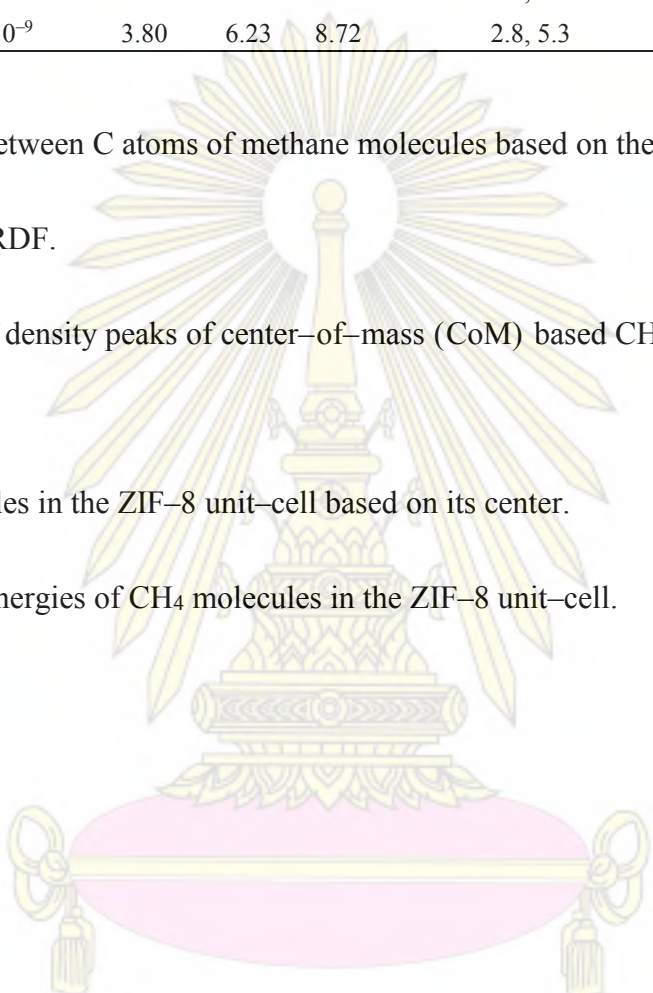 0⁻⁹ 3.80 6.23 8.72 2.8, 5.3
etween C atoms of methane molecules based on the
RDF.
density peaks of center–of–mass (CoM) based CH
les in the ZIF–8 unit–cell based on its center.
nergies of CH₄ molecules in the ZIF–8 unit–cell.